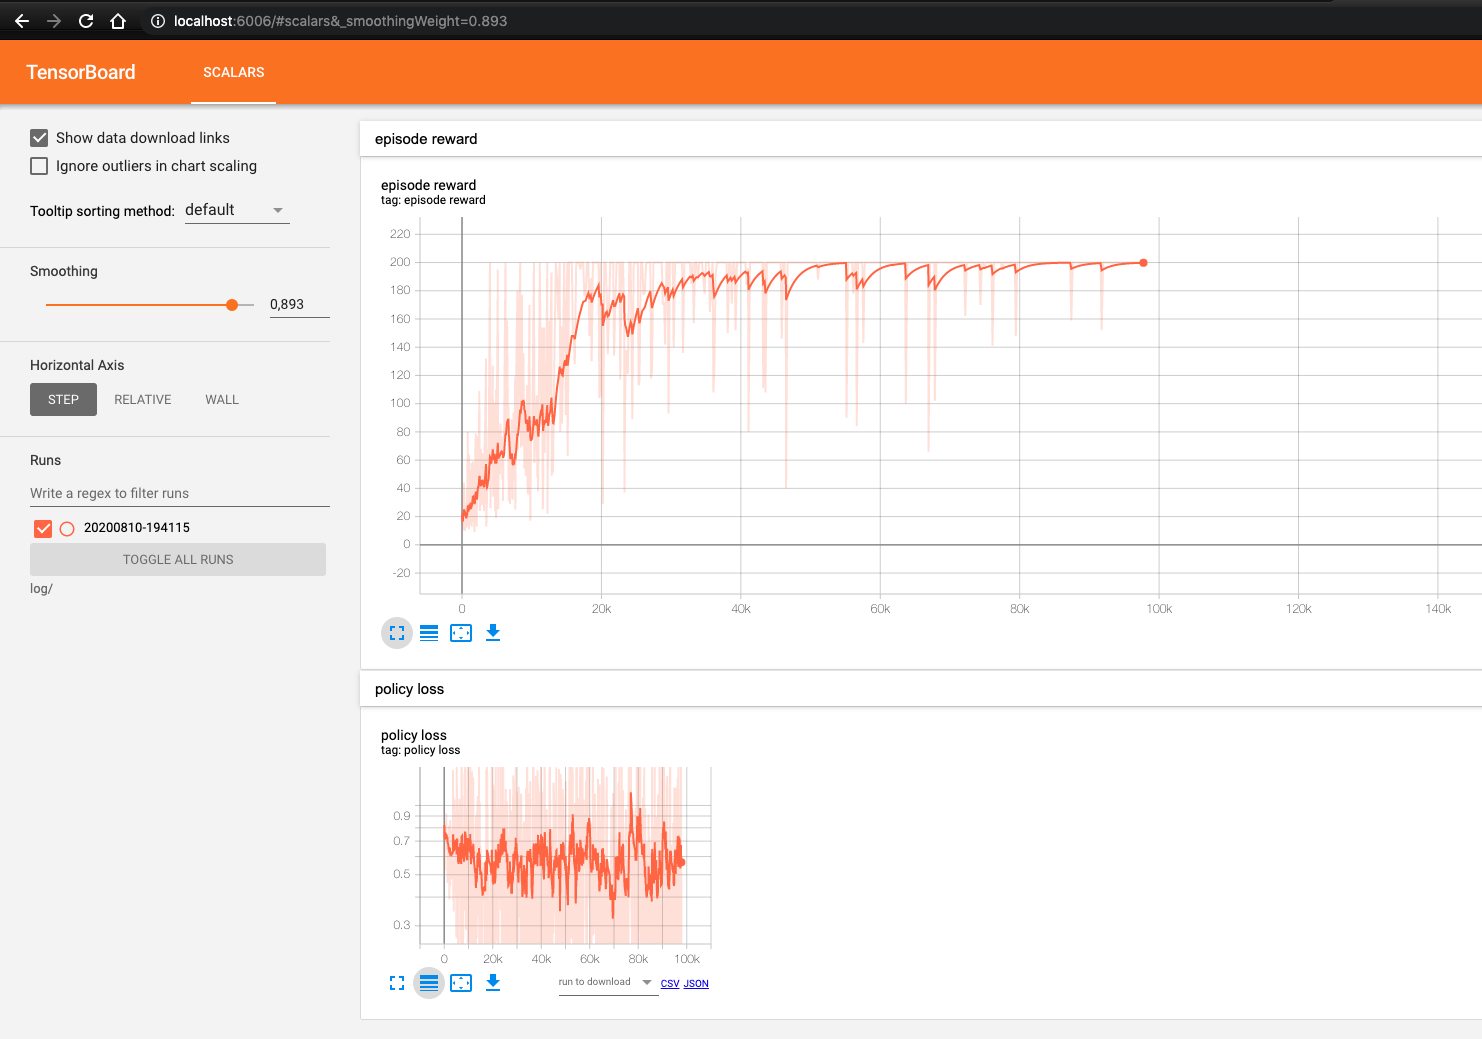 localhost:6006/#scalars&_smoothingWeight=0.893
TensorBoard
SCALARS
Show data download links
Ignore outliers in chart scaling
Tooltip sorting method: default
Smoothing
0,893
Horizontal Axis
STEP RELATIVE WALL
Runs
Write a regex to filter runs
20200810-194115
TOGGLE ALL RUNS
log/
episode reward
episode reward
tag: episode reward
220
200
180
160
140
120
100
80
60
40
20
0
-20
0 20k 40k 60k 80k 100k 120k 140k
policy loss
policy loss
tag: policy loss
0.9
0.7
0.5
0.3
0 20k 40k 60k 80k 100k
run to download CSV JSON